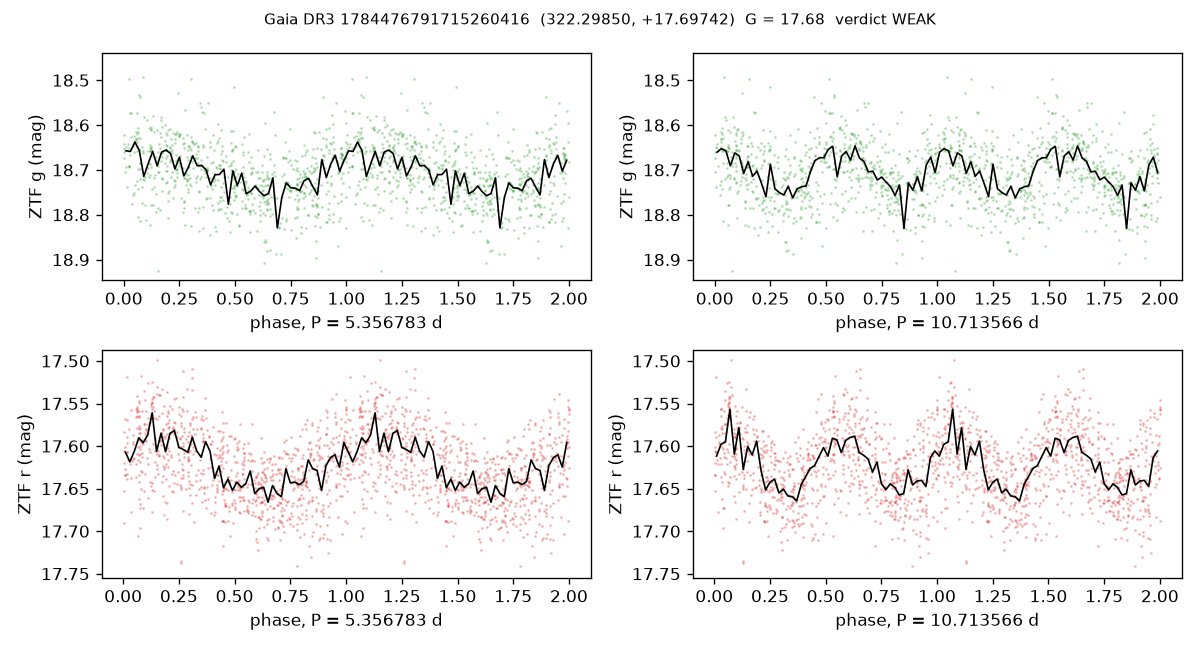 Gaia DR3 1784476791715260416 (322.29850, +17.69742) G = 17.68 verdict WEAK
ZTF g (mag)
18.5
18.6
18.7
18.8
18.9
0.00 0.25 0.50 0.75 1.00 1.25 1.50 1.75 2.00
phase, P = 5.356783 d
ZTF g (mag)
18.5
18.6
18.7
18.8
18.9
0.00 0.25 0.50 0.75 1.00 1.25 1.50 1.75 2.00
phase, P = 10.713566 d
ZTF r (mag)
17.50
17.55
17.60
17.65
17.70
17.75
0.00 0.25 0.50 0.75 1.00 1.25 1.50 1.75 2.00
phase, P = 5.356783 d
ZTF r (mag)
17.50
17.55
17.60
17.65
17.70
17.75
0.00 0.25 0.50 0.75 1.00 1.25 1.50 1.75 2.00
phase, P = 10.713566 d